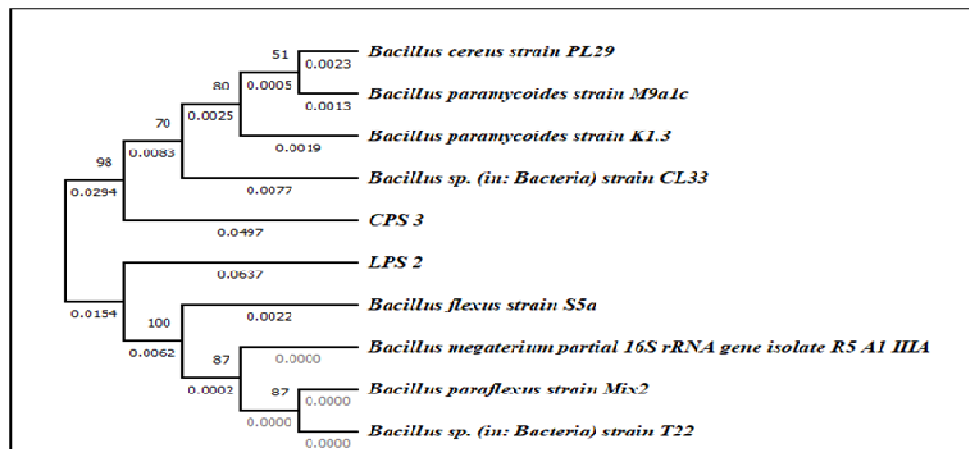 51
Bacillus cereus strain PL29
0.0023
80
0.0005
Bacillus paramycoides strain M9a1c
0.0013
70
0.0025
Bacillus paramycoides strain K1.3
0.0019
98
0.0083
Bacillus sp. (in: Bacteria) strain CL33
0.0077
0.0294
CPS 3
0.0497
LPS 2
0.0637
Bacillus flexus strain S5a
0.0022
0.0154
100
Bacillus megaterium partial 16S rRNA gene isolate R5 A1 IIIA
0.0000
0.0062
87
Bacillus paraflexus strain Mix2
0.0000
0.0002
87
Bacillus sp. (in: Bacteria) strain T22
0.0000
0.0000